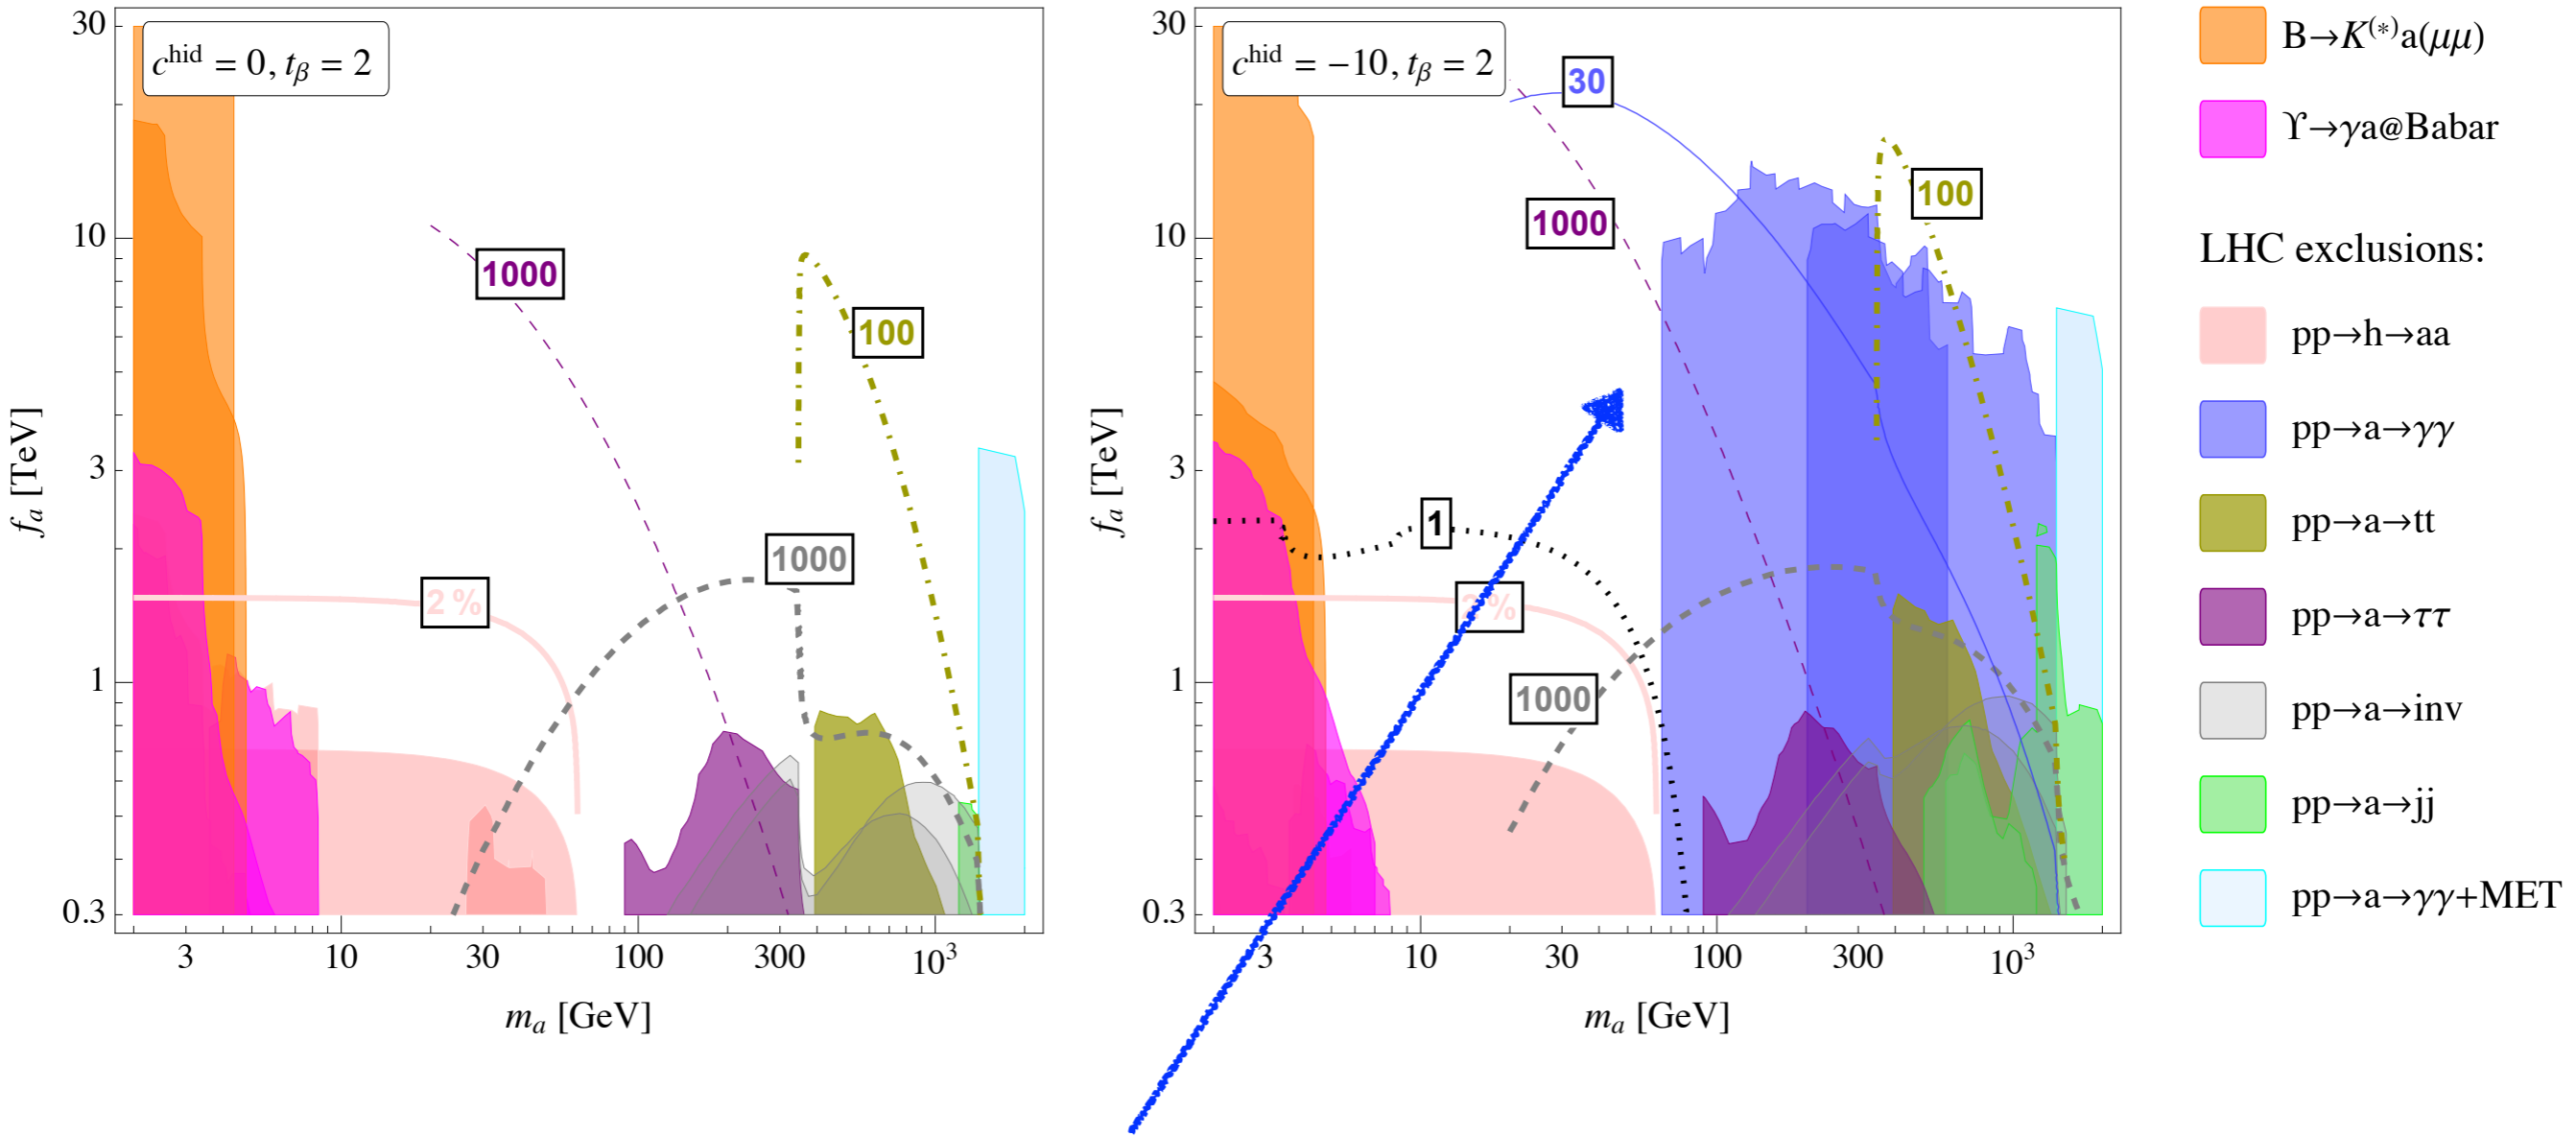 c^hid = 0, t_β = 2
30
10
3
1
0.3
f_a [TeV]
1000
100
1000
2 %
3
10
30
100
300
10^3
m_a [GeV]
c^hid = −10, t_β = 2
30
10
3
1
0.3
f_a [TeV]
30
1000
100
1
2 %
1000
3
10
30
100
300
10^3
m_a [GeV]
B→K^(*)a(μμ)
ϒ→γa@Babar
LHC exclusions:
pp→h→aa
pp→a→γγ
pp→a→tt
pp→a→ττ
pp→a→inv
pp→a→jj
pp→a→γγ+MET